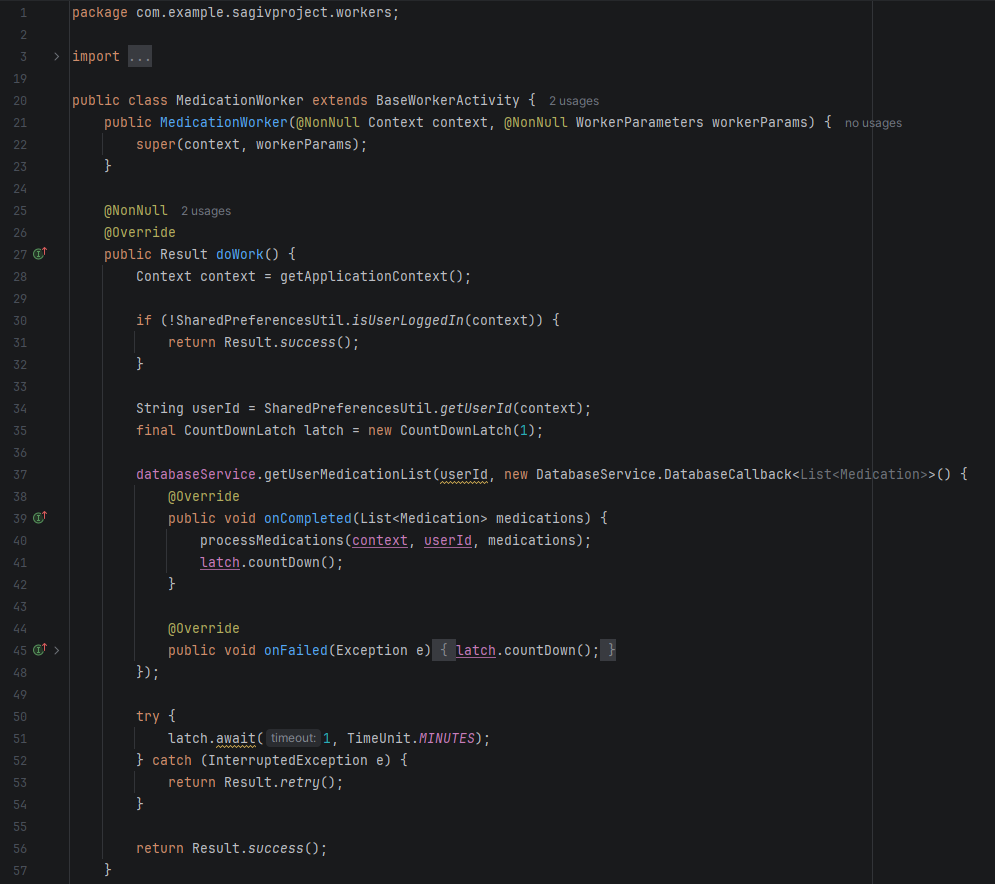 1 package com.example.sagivproject.workers;
2
3 import ...
19
20 public class MedicationWorker extends BaseWorkerActivity { 2 usages
21 public MedicationWorker(@NonNull Context context, @NonNull WorkerParameters workerParams) { no usages
22 super(context, workerParams);
23 }
24
25 @NonNull 2 usages
26 @Override
27 public Result doWork() {
28 Context context = getApplicationContext();
29
30 if (!SharedPreferencesUtil.isUserLoggedIn(context)) {
31 return Result.success();
32 }
33
34 String userId = SharedPreferencesUtil.getUserId(context);
35 final CountDownLatch latch = new CountDownLatch(1);
36
37 databaseService.getUserMedicationList(userId, new DatabaseService.DatabaseCallback<List<Medication>>() {
38 @Override
39 public void onCompleted(List<Medication> medications) {
40 processMedications(context, userId, medications);
41 latch.countDown();
42 }
43
44 @Override
45 public void onFailed(Exception e) { latch.countDown(); }
48 });
49
50 try {
51 latch.await( timeout: 1, TimeUnit.MINUTES);
52 } catch (InterruptedException e) {
53 return Result.retry();
54 }
55
56 return Result.success();
57 }